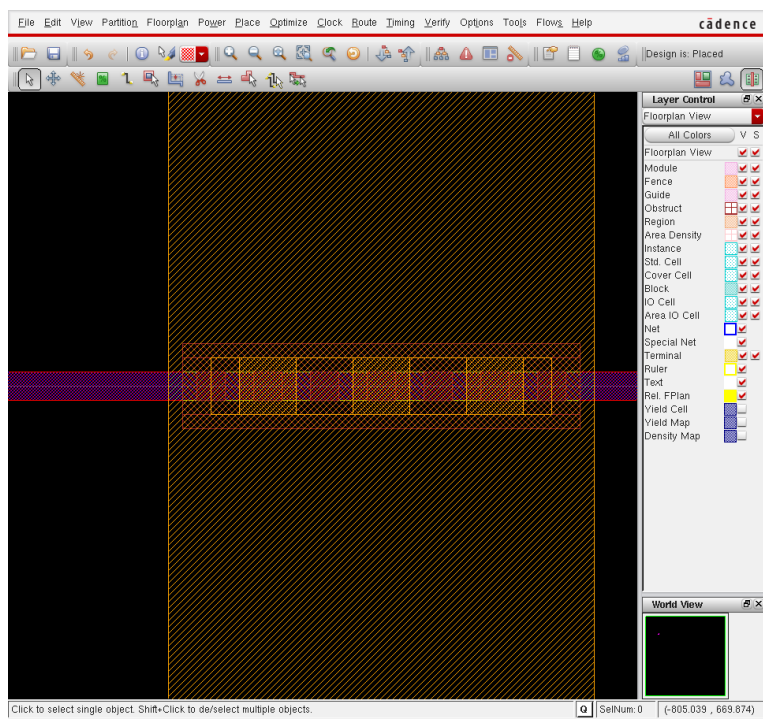 File Edit View Partition Floorplan Power Place Optimize Clock Route Timing Verify Options Tools Flows Help cādence
Design is: Placed
Layer Control
Floorplan View
All Colors V S
Floorplan View
Module
Fence
Guide
Obstruct
Region
Area Density
Instance
Std. Cell
Cover Cell
Block
IO Cell
Area IO Cell
Net
Special Net
Terminal
Ruler
Text
Rel. FPlan
Yield Cell
Yield Map
Density Map
World View
Click to select single object. Shift+Click to de/select multiple objects. Q SelNum: 0 (-805.039 , 669.874)